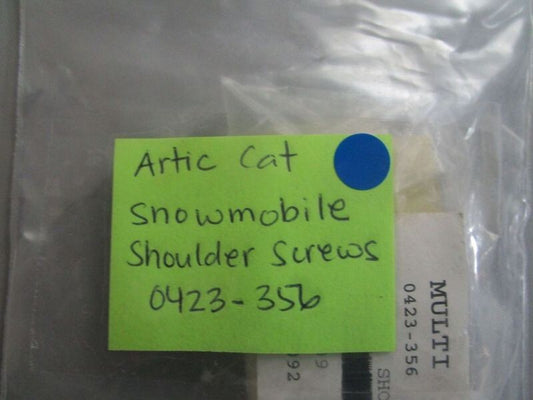 Artic Cat
Snowmobile
Shoulder Screws
0423-356
MULTI
0423-356